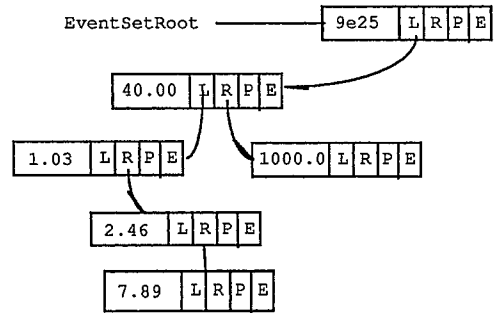 EventSetRoot 9e25 L R P E
40.00 L R P E
1.03 L R P E 1000.0 L R P E
2.46 L R P E
7.89 L R P E